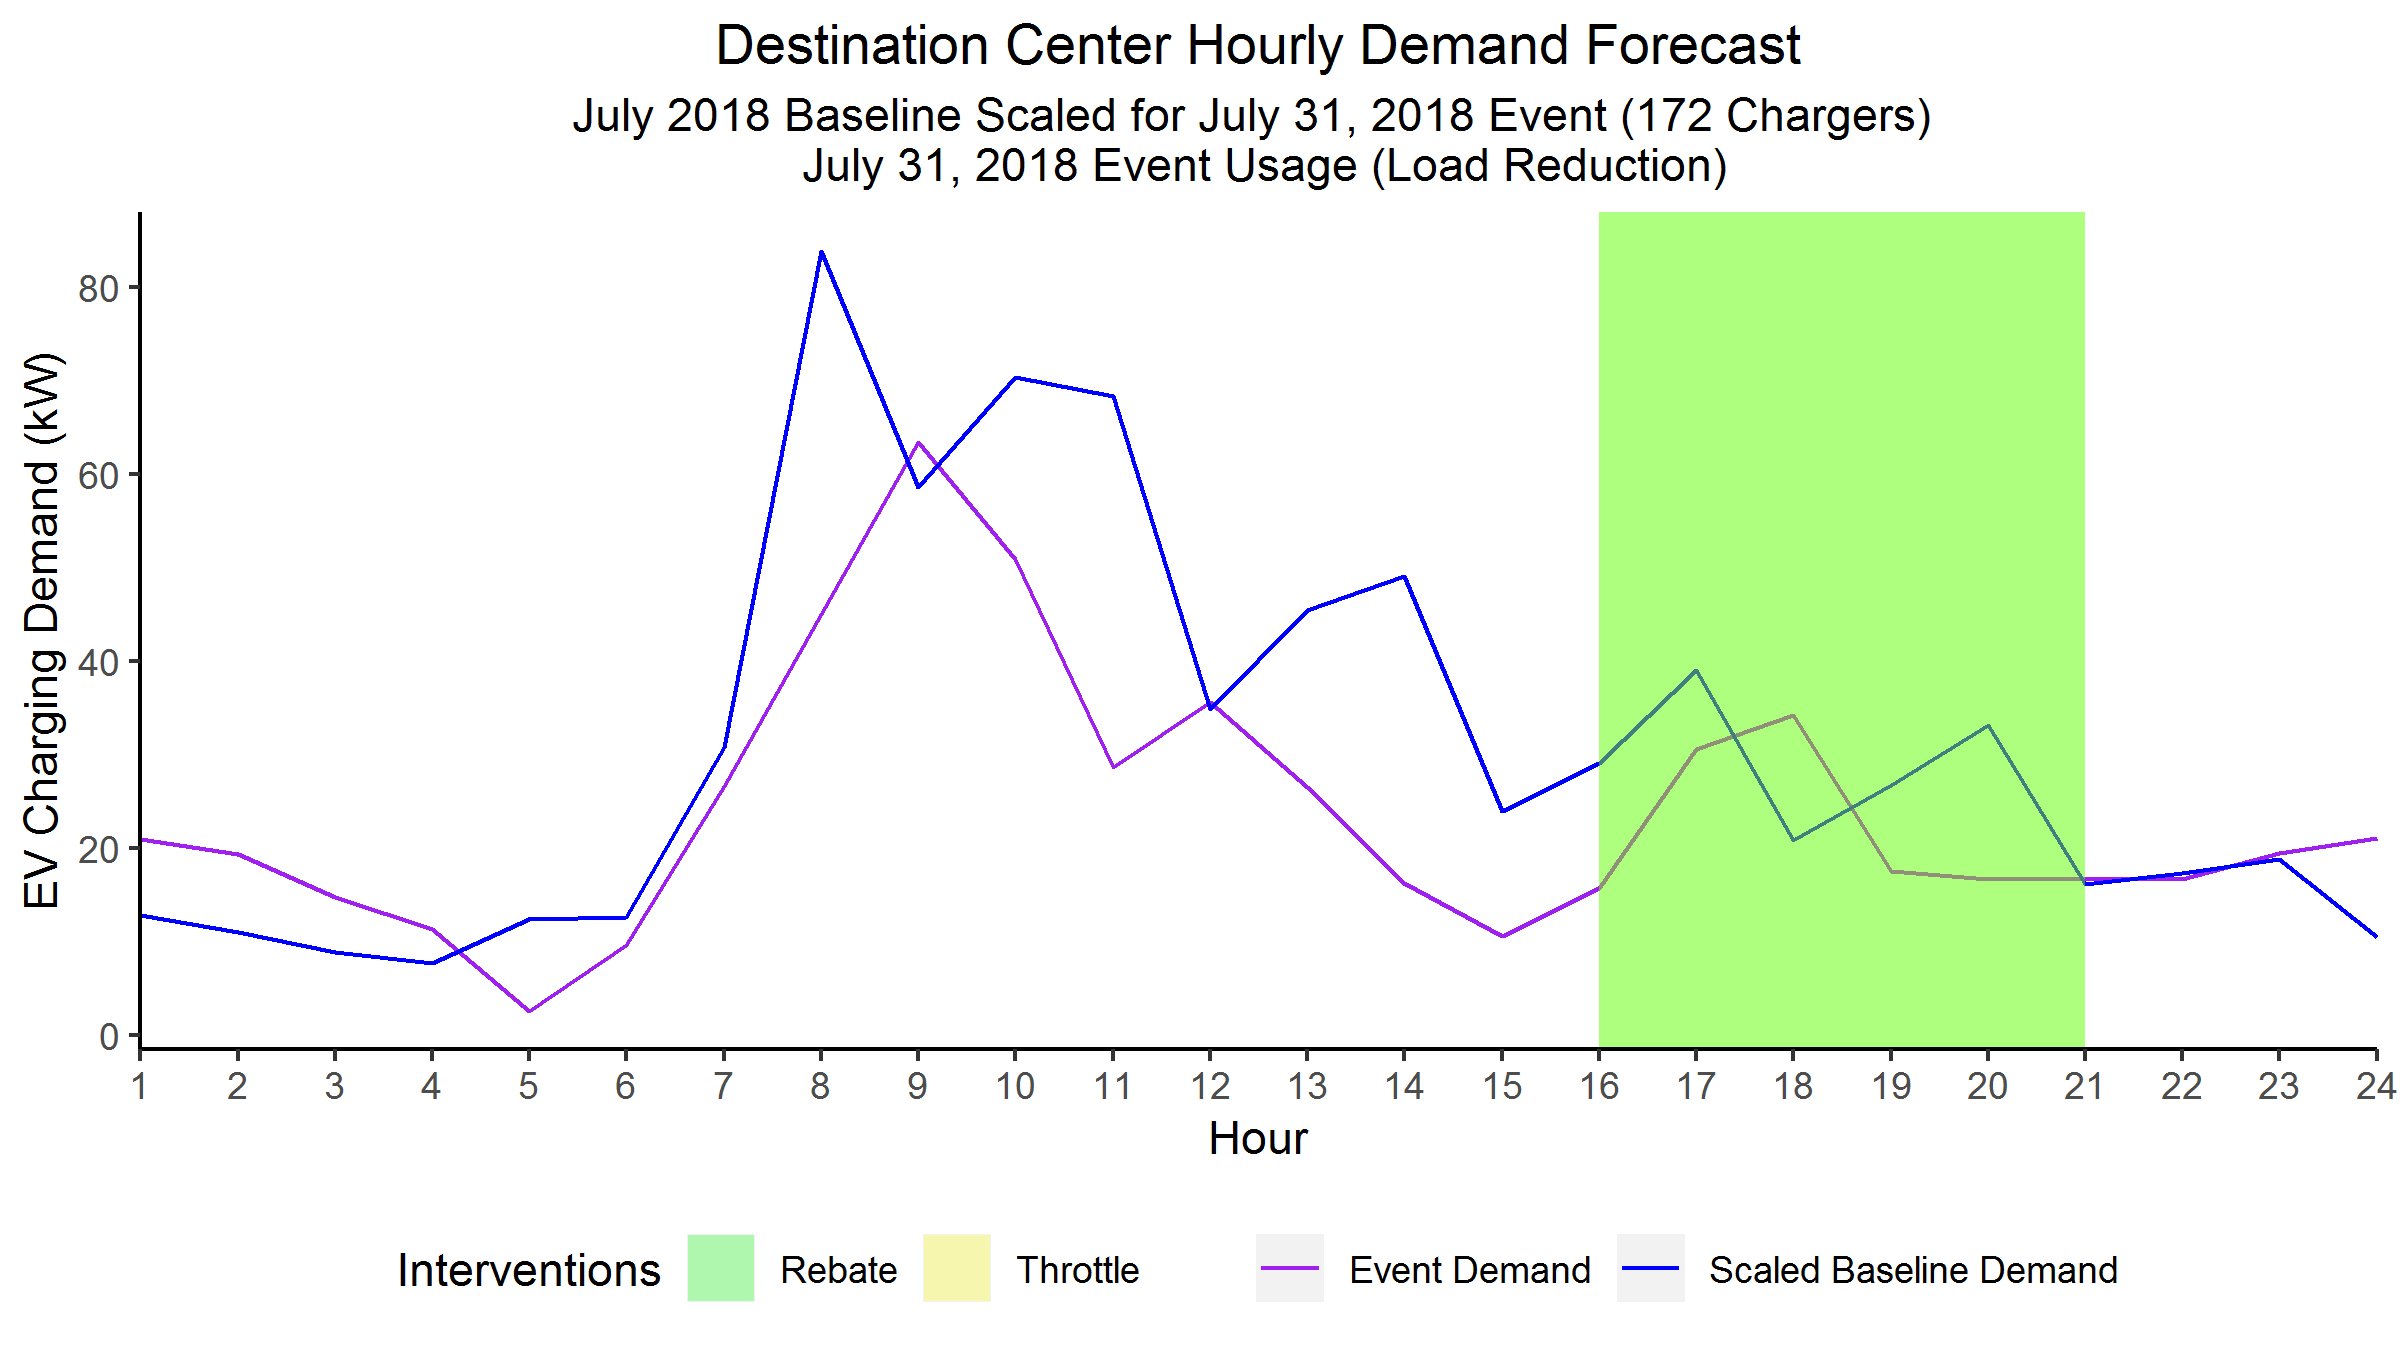 Destination Center Hourly Demand Forecast
July 2018 Baseline Scaled for July 31, 2018 Event (172 Chargers)
July 31, 2018 Event Usage (Load Reduction)
EV Charging Demand (kW)
80
60
40
20
0
1 2 3 4 5 6 7 8 9 10 11 12 13 14 15 16 17 18 19 20 21 22 23 24
Hour
Interventions Rebate Throttle Event Demand Scaled Baseline Demand